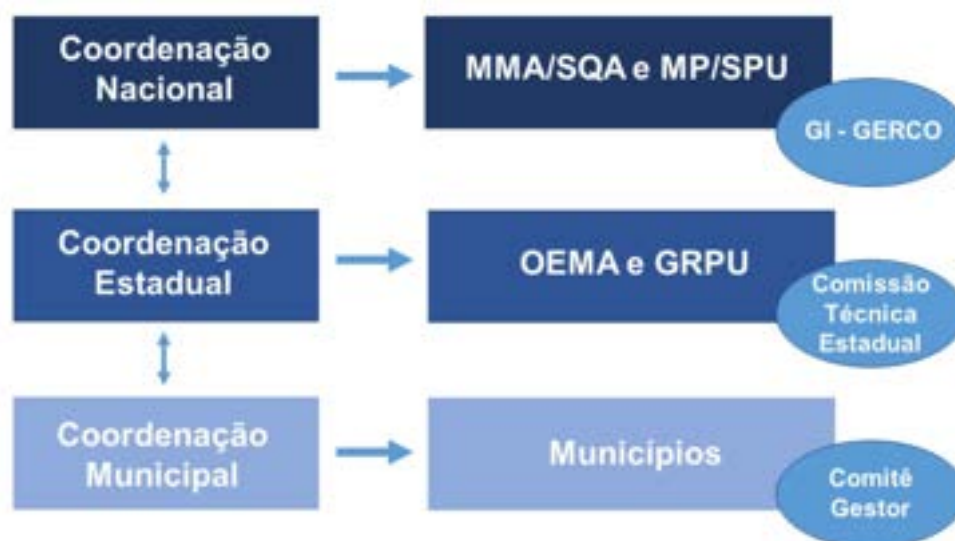 Coordenação
Nacional
MMA/SQA e MP/SPU
GI - GERCO
Coordenação
Estadual
OEMA e GRPU
Comissão
Técnica
Estadual
Coordenação
Municipal
Municípios
Comitê
Gestor